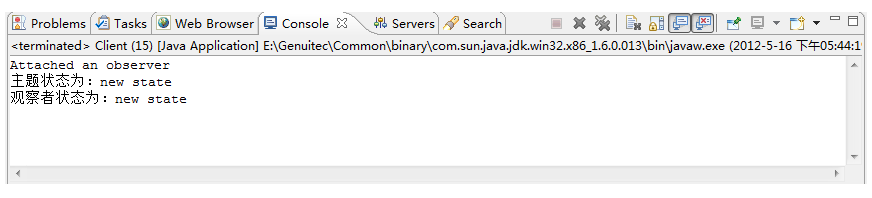 Problems Tasks Web Browser Console Servers Search
<terminated> Client (15) [Java Application] E:\Genuitec\Common\binary\com.sun.java.jdk.win32.x86_1.6.0.013\bin\javaw.exe (2012-5-16 下午05:44:19
Attached an observer
主题状态为：new state
观察者状态为：new state